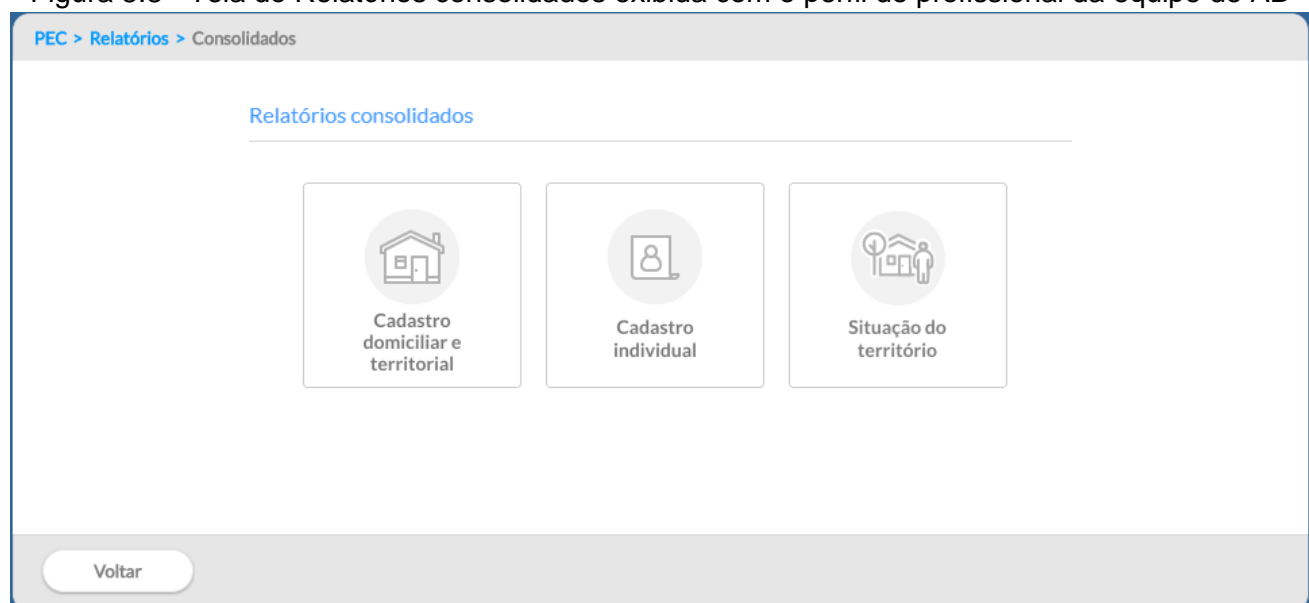 PEC > Relatórios > Consolidados
Relatórios consolidados
Cadastro
domiciliar e
territorial
Cadastro
individual
Situação do
território
Voltar